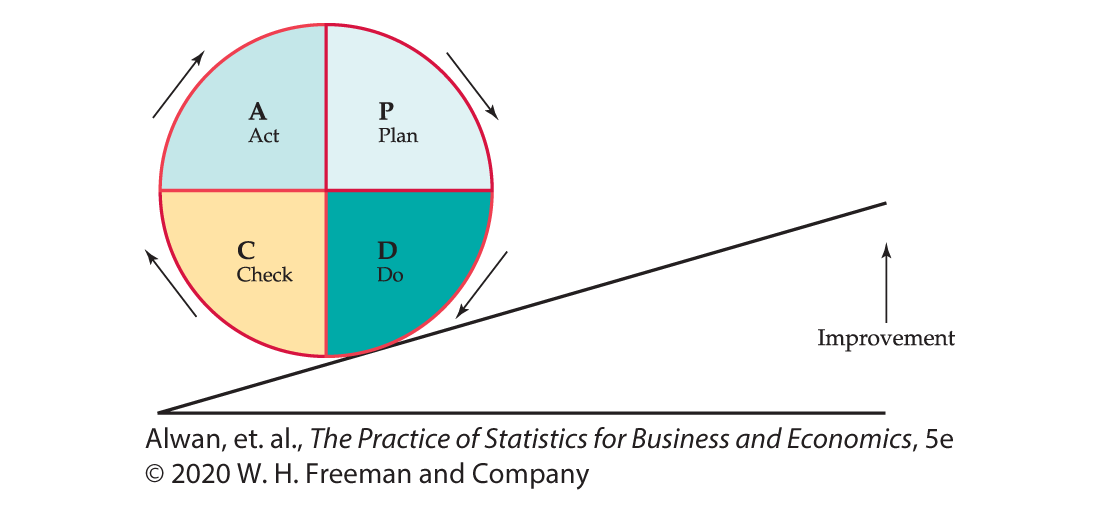 A
Act
P
Plan
C
Check
D
Do
Improvement
Alwan, et. al., The Practice of Statistics for Business and Economics, 5e
© 2020 W. H. Freeman and Company